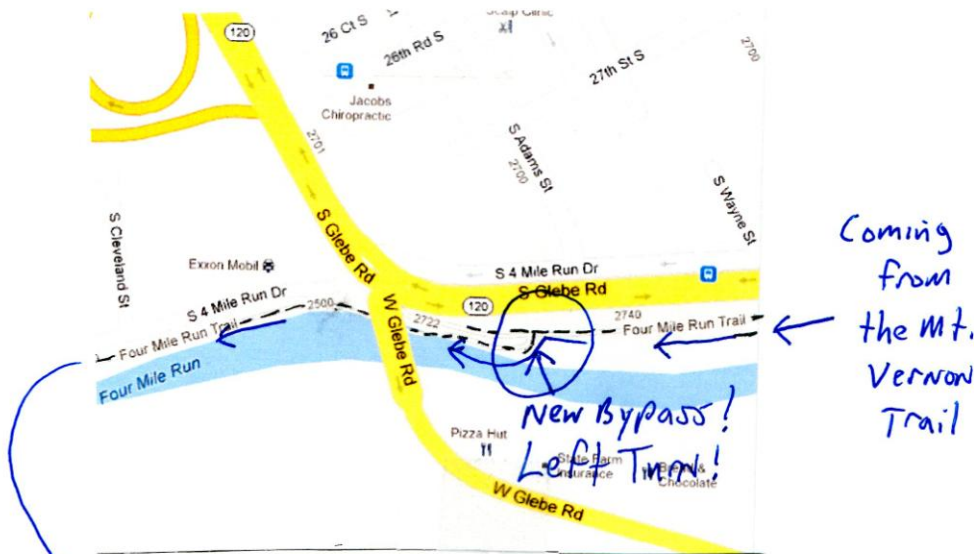 Scalp Clinic
120
26 Ct S
26th Rd S
2700
27th St S
Jacobs
Chiropractic
2701
S Adams St
2700
S Wayne St
S Cleveland St
S Glebe Rd
Coming
from
the Mt.
Vernon
Trail
Exxon Mobil
S 4 Mile Run Dr
S Glebe Rd
S 4 Mile Run Dr
2500
120
2722
2740
Four Mile Run Trail
Four Mile Run Trail
W Glebe Rd
Four Mile Run
New Bypass!
Left Turn!
Pizza Hut
State Farm
Insurance
Chocolate
W Glebe Rd